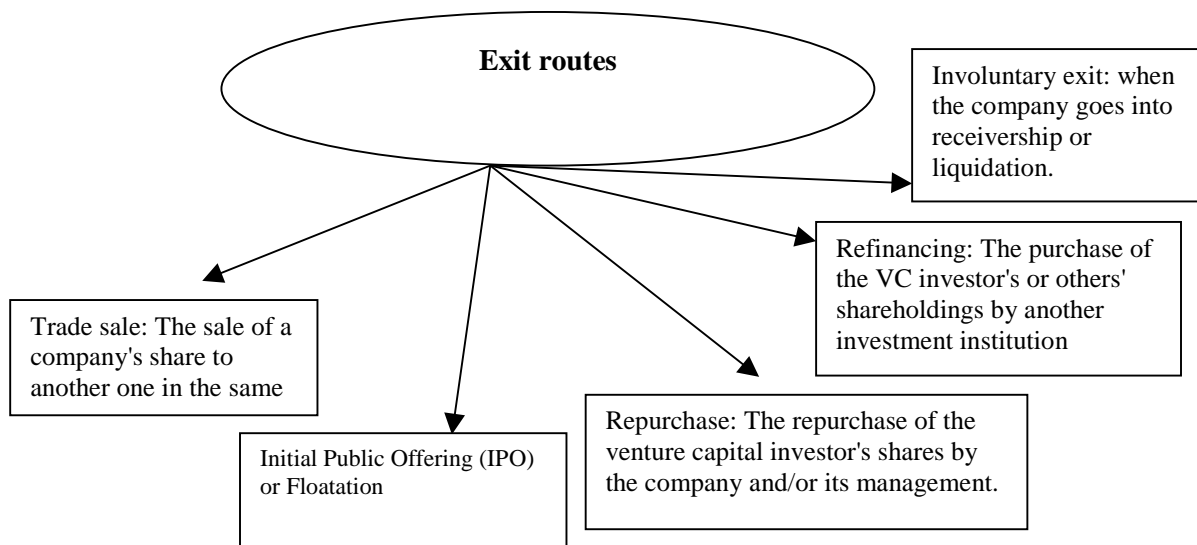 Exit routes
Involuntary exit: when
the company goes into
receivership or
liquidation.
Refinancing: The purchase of
the VC investor's or others'
shareholdings by another
investment institution
Trade sale: The sale of a
company's share to
another one in the same
Repurchase: The repurchase of the
venture capital investor's shares by
the company and/or its management.
Initial Public Offering (IPO)
or Floatation